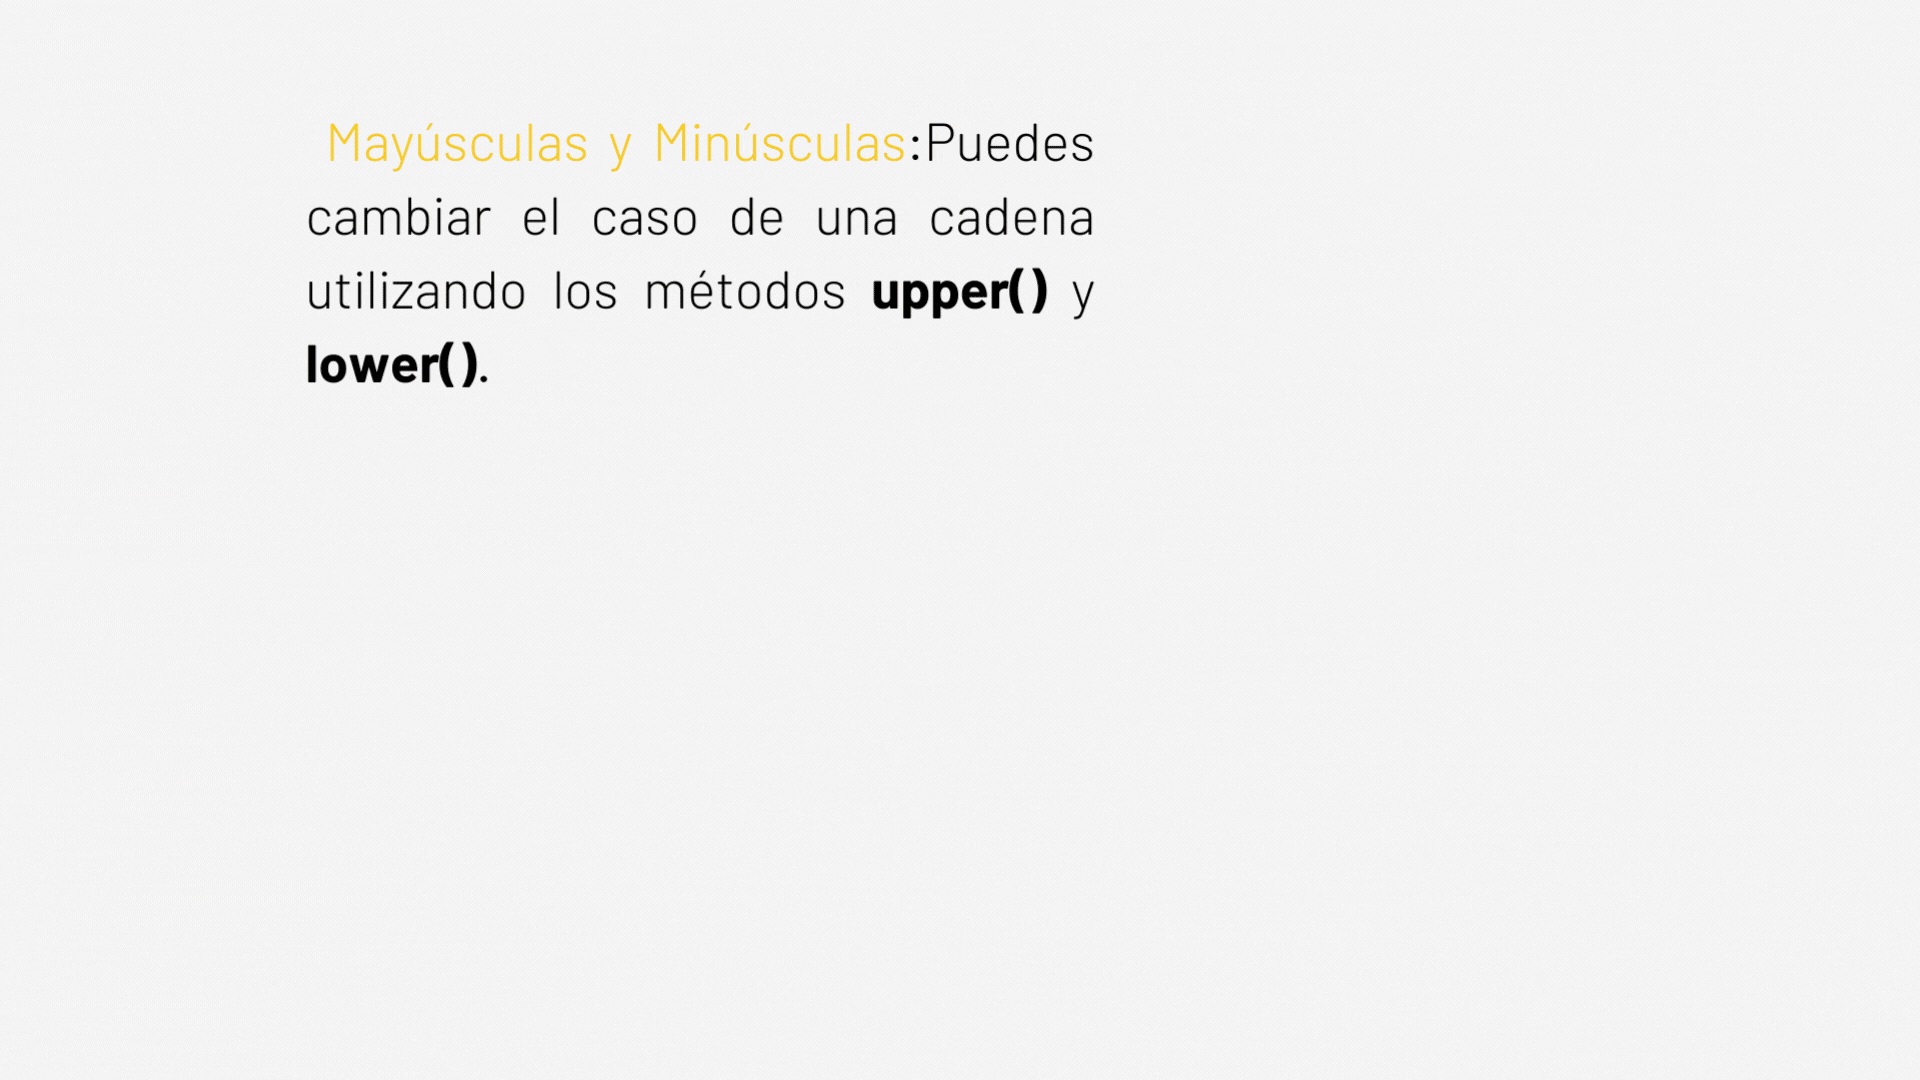 Mayúsculas y Minúsculas:Puedes
cambiar el caso de una cadena
utilizando los métodos upper() y
lower().